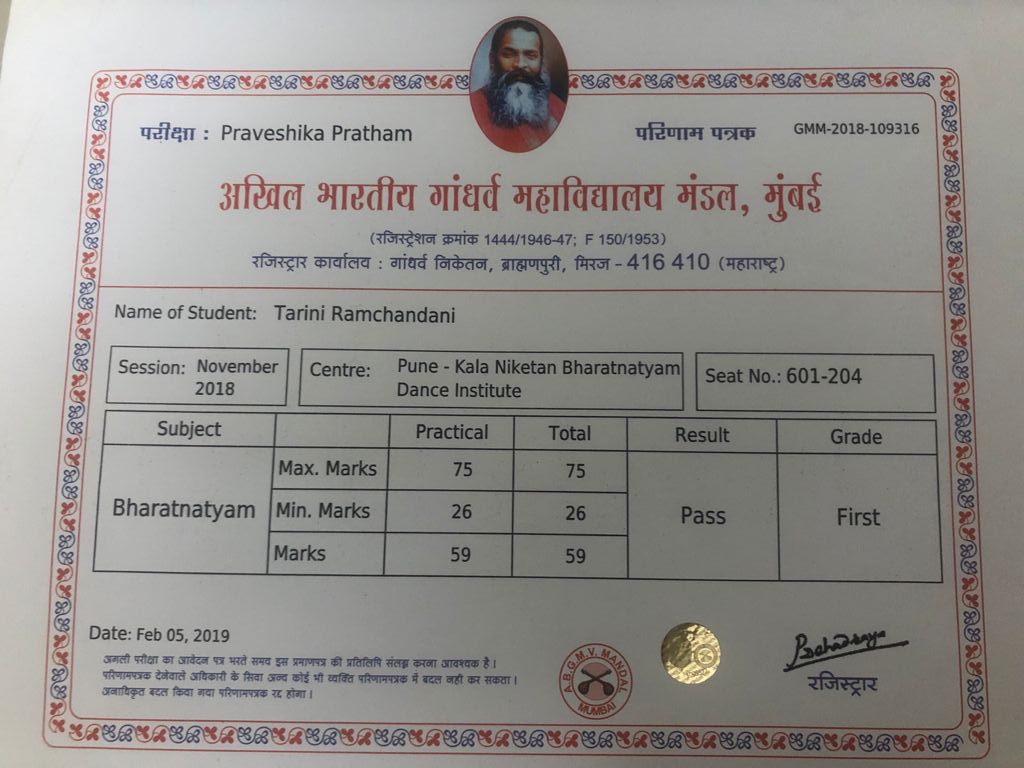 परीक्षा : Praveshika Pratham
परिणाम पत्रक
GMM-2018-109316
अखिल भारतीय गांधर्व महाविद्यालय मंडल, मुंबई
(रजिस्ट्रेशन क्रमांक 1444/1946-47; F 150/1953)
रजिस्ट्रार कार्यालय : गांधर्व निकेतन, ब्राह्मणपुरी, मिरज - 416 410 (महाराष्ट्र)
Name of Student: Tarini Ramchandani
Session: November
2018
Centre: Pune - Kala Niketan Bharatnatyam
Dance Institute
Seat No.: 601-204
Subject Practical Total Result Grade
Max. Marks 75 75
Bharatnatyam Min. Marks 26 26 Pass First
Marks 59 59
Date: Feb 05, 2019
अगली परीक्षा का आवेदन पत्र भरते समय इस प्रमाणपत्र की प्रतिलिपि संलग्न करना आवश्यक है ।
परिणामपत्रक देनेवाले अधिकारी के सिवा अन्य कोई भी व्यक्ति परिणामपत्रक में बदल नही कर सकता ।
अनाधिकृत बदल किया गया परिणामपत्रक रद्द होगा ।
A.B.G.M.V. MANDAL
MUMBAI
रजिस्ट्रार